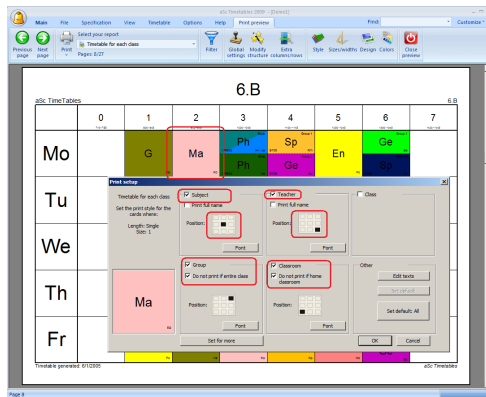 aSc Timetables 2009 - [Demo1]
Main File Specification View Timetable Options Help Print preview Find: Customize
Select your report
Timetable for each class
Pages: 8/27
Previous page
Next page
Print
Filter
Global settings
Modify structure
Extra columns/rows
Style
Sizes/widths
Design
Colors
Close preview
6.B
aSc TimeTables 6.B
0 1 2 3 4 5 6 7
Mo G Ma Ph Sp En Ge
Ph Ge Sp
Tu
We
Th
Fr
Print setup
Timetable for each class
Set the print style for the cards where:
Length: Single
Size: 1
Ma
Subject
Print full name
Position:
Font
Teacher
Print full name
Position:
Font
Class
Group
Do not print if entire class
Position:
Font
Classroom
Do not print if home classroom
Position:
Font
Other
Edit texts
Set default
Set default: All
Set for more
OK Cancel
Timetable generated: 6/1/2005 aSc Timetables
Page 8